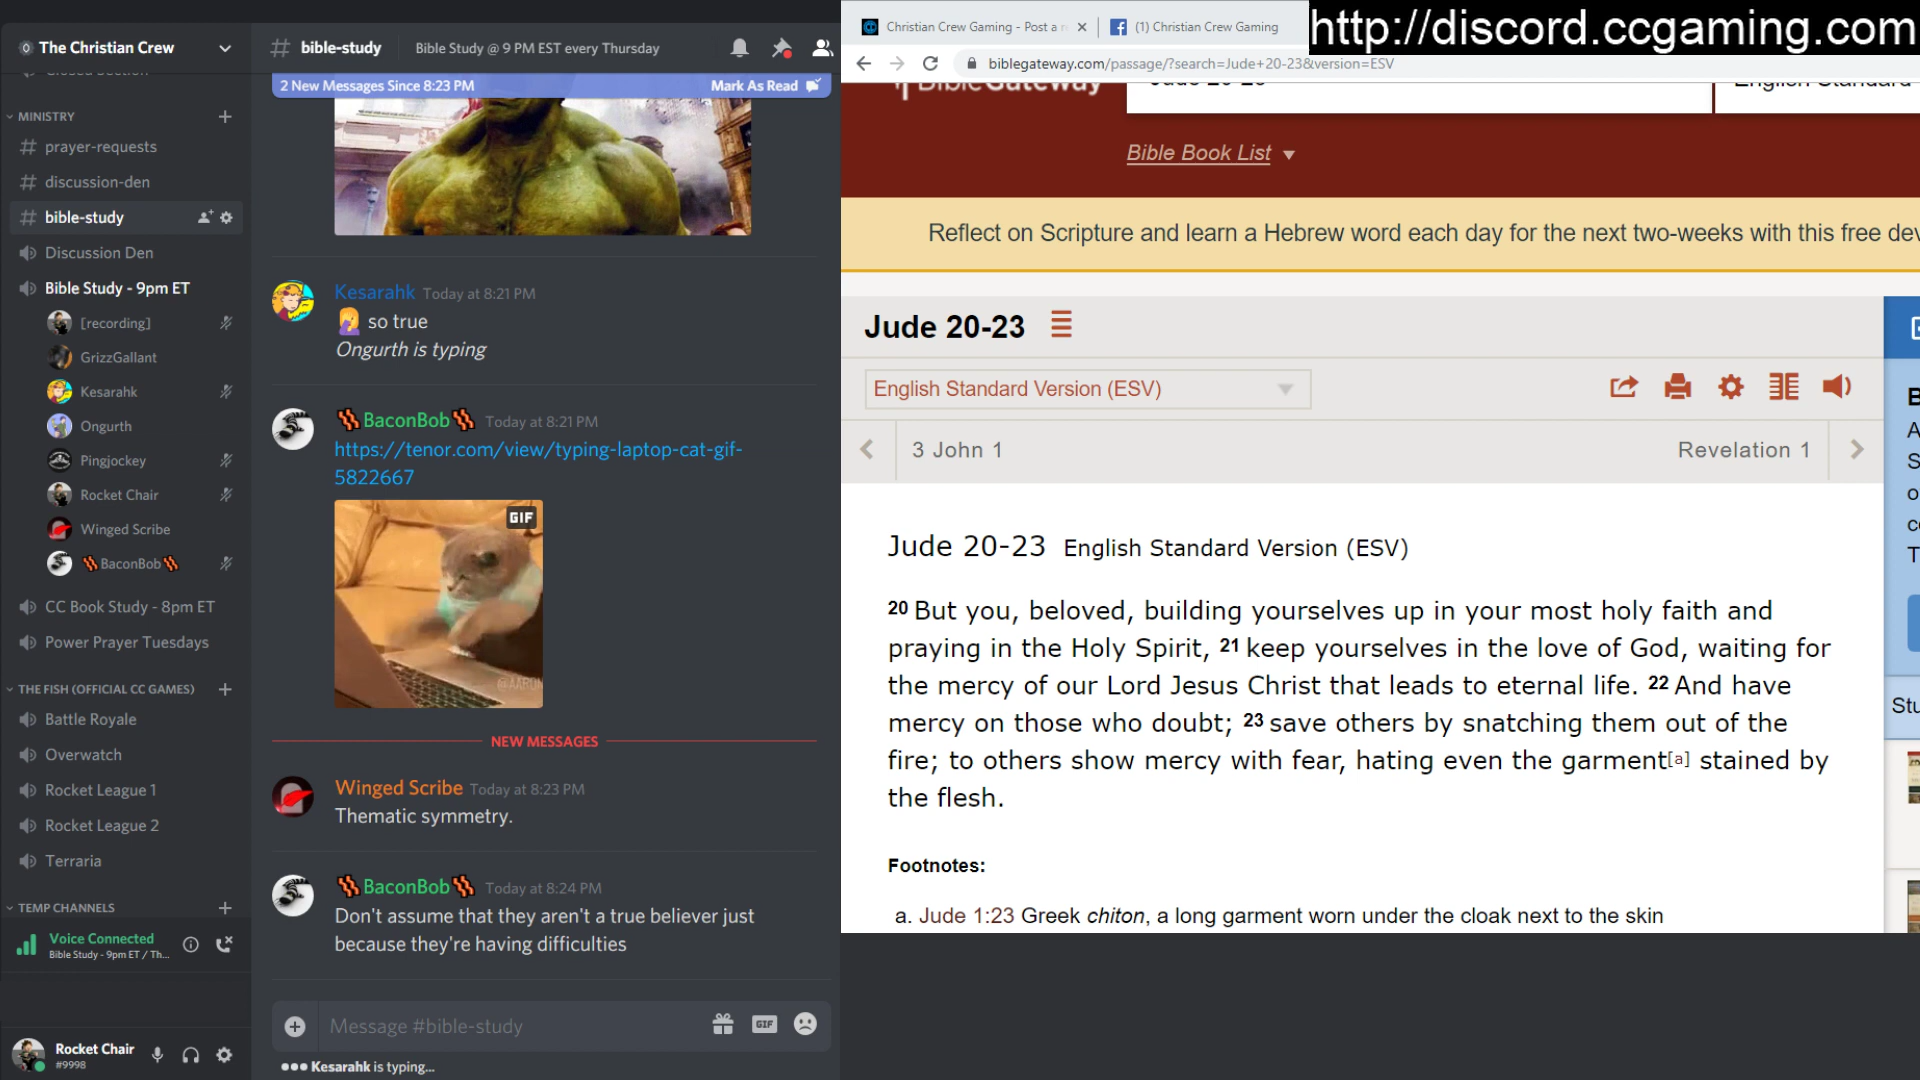 The Christian Crew
MINISTRY
prayer-requests
discussion-den
bible-study
Discussion Den
Bible Study - 9pm ET
[recording]
GrizzGallant
Kesarahk
Ongurth
Pingjockey
Rocket Chair
Winged Scribe
BaconBob
CC Book Study - 8pm ET
Power Prayer Tuesdays
THE FISH (OFFICIAL CC GAMES)
Battle Royale
Overwatch
Rocket League 1
Rocket League 2
Terraria
TEMP CHANNELS
Voice Connected
Bible Study - 9pm ET / Th...
Rocket Chair
#9998
# bible-study Bible Study @ 9 PM EST every Thursday
2 New Messages Since 8:23 PM Mark As Read
Kesarahk Today at 8:21 PM
so true
Ongurth is typing
BaconBob Today at 8:21 PM
https://tenor.com/view/typing-laptop-cat-gif-
5822667
GIF
NEW MESSAGES
Winged Scribe Today at 8:23 PM
Thematic symmetry.
BaconBob Today at 8:24 PM
Don't assume that they aren't a true believer just
because they're having difficulties
Message #bible-study
GIF
Kesarahk is typing...
Christian Crew Gaming - Post a
(1) Christian Crew Gaming
http://discord.ccgaming.com
biblegateway.com/passage/?search=Jude+20-23&version=ESV
Bible Book List
Reflect on Scripture and learn a Hebrew word each day for the next two-weeks with this free
Jude 20-23
English Standard Version (ESV)
3 John 1
Revelation 1
Jude 20-23 English Standard Version (ESV)
20 But you, beloved, building yourselves up in your most holy faith and
praying in the Holy Spirit, 21 keep yourselves in the love of God, waiting for
the mercy of our Lord Jesus Christ that leads to eternal life. 22 And have
mercy on those who doubt; 23 save others by snatching them out of the
fire; to others show mercy with fear, hating even the garment[a] stained by
the flesh.
Footnotes:
a. Jude 1:23 Greek chiton, a long garment worn under the cloak next to the skin